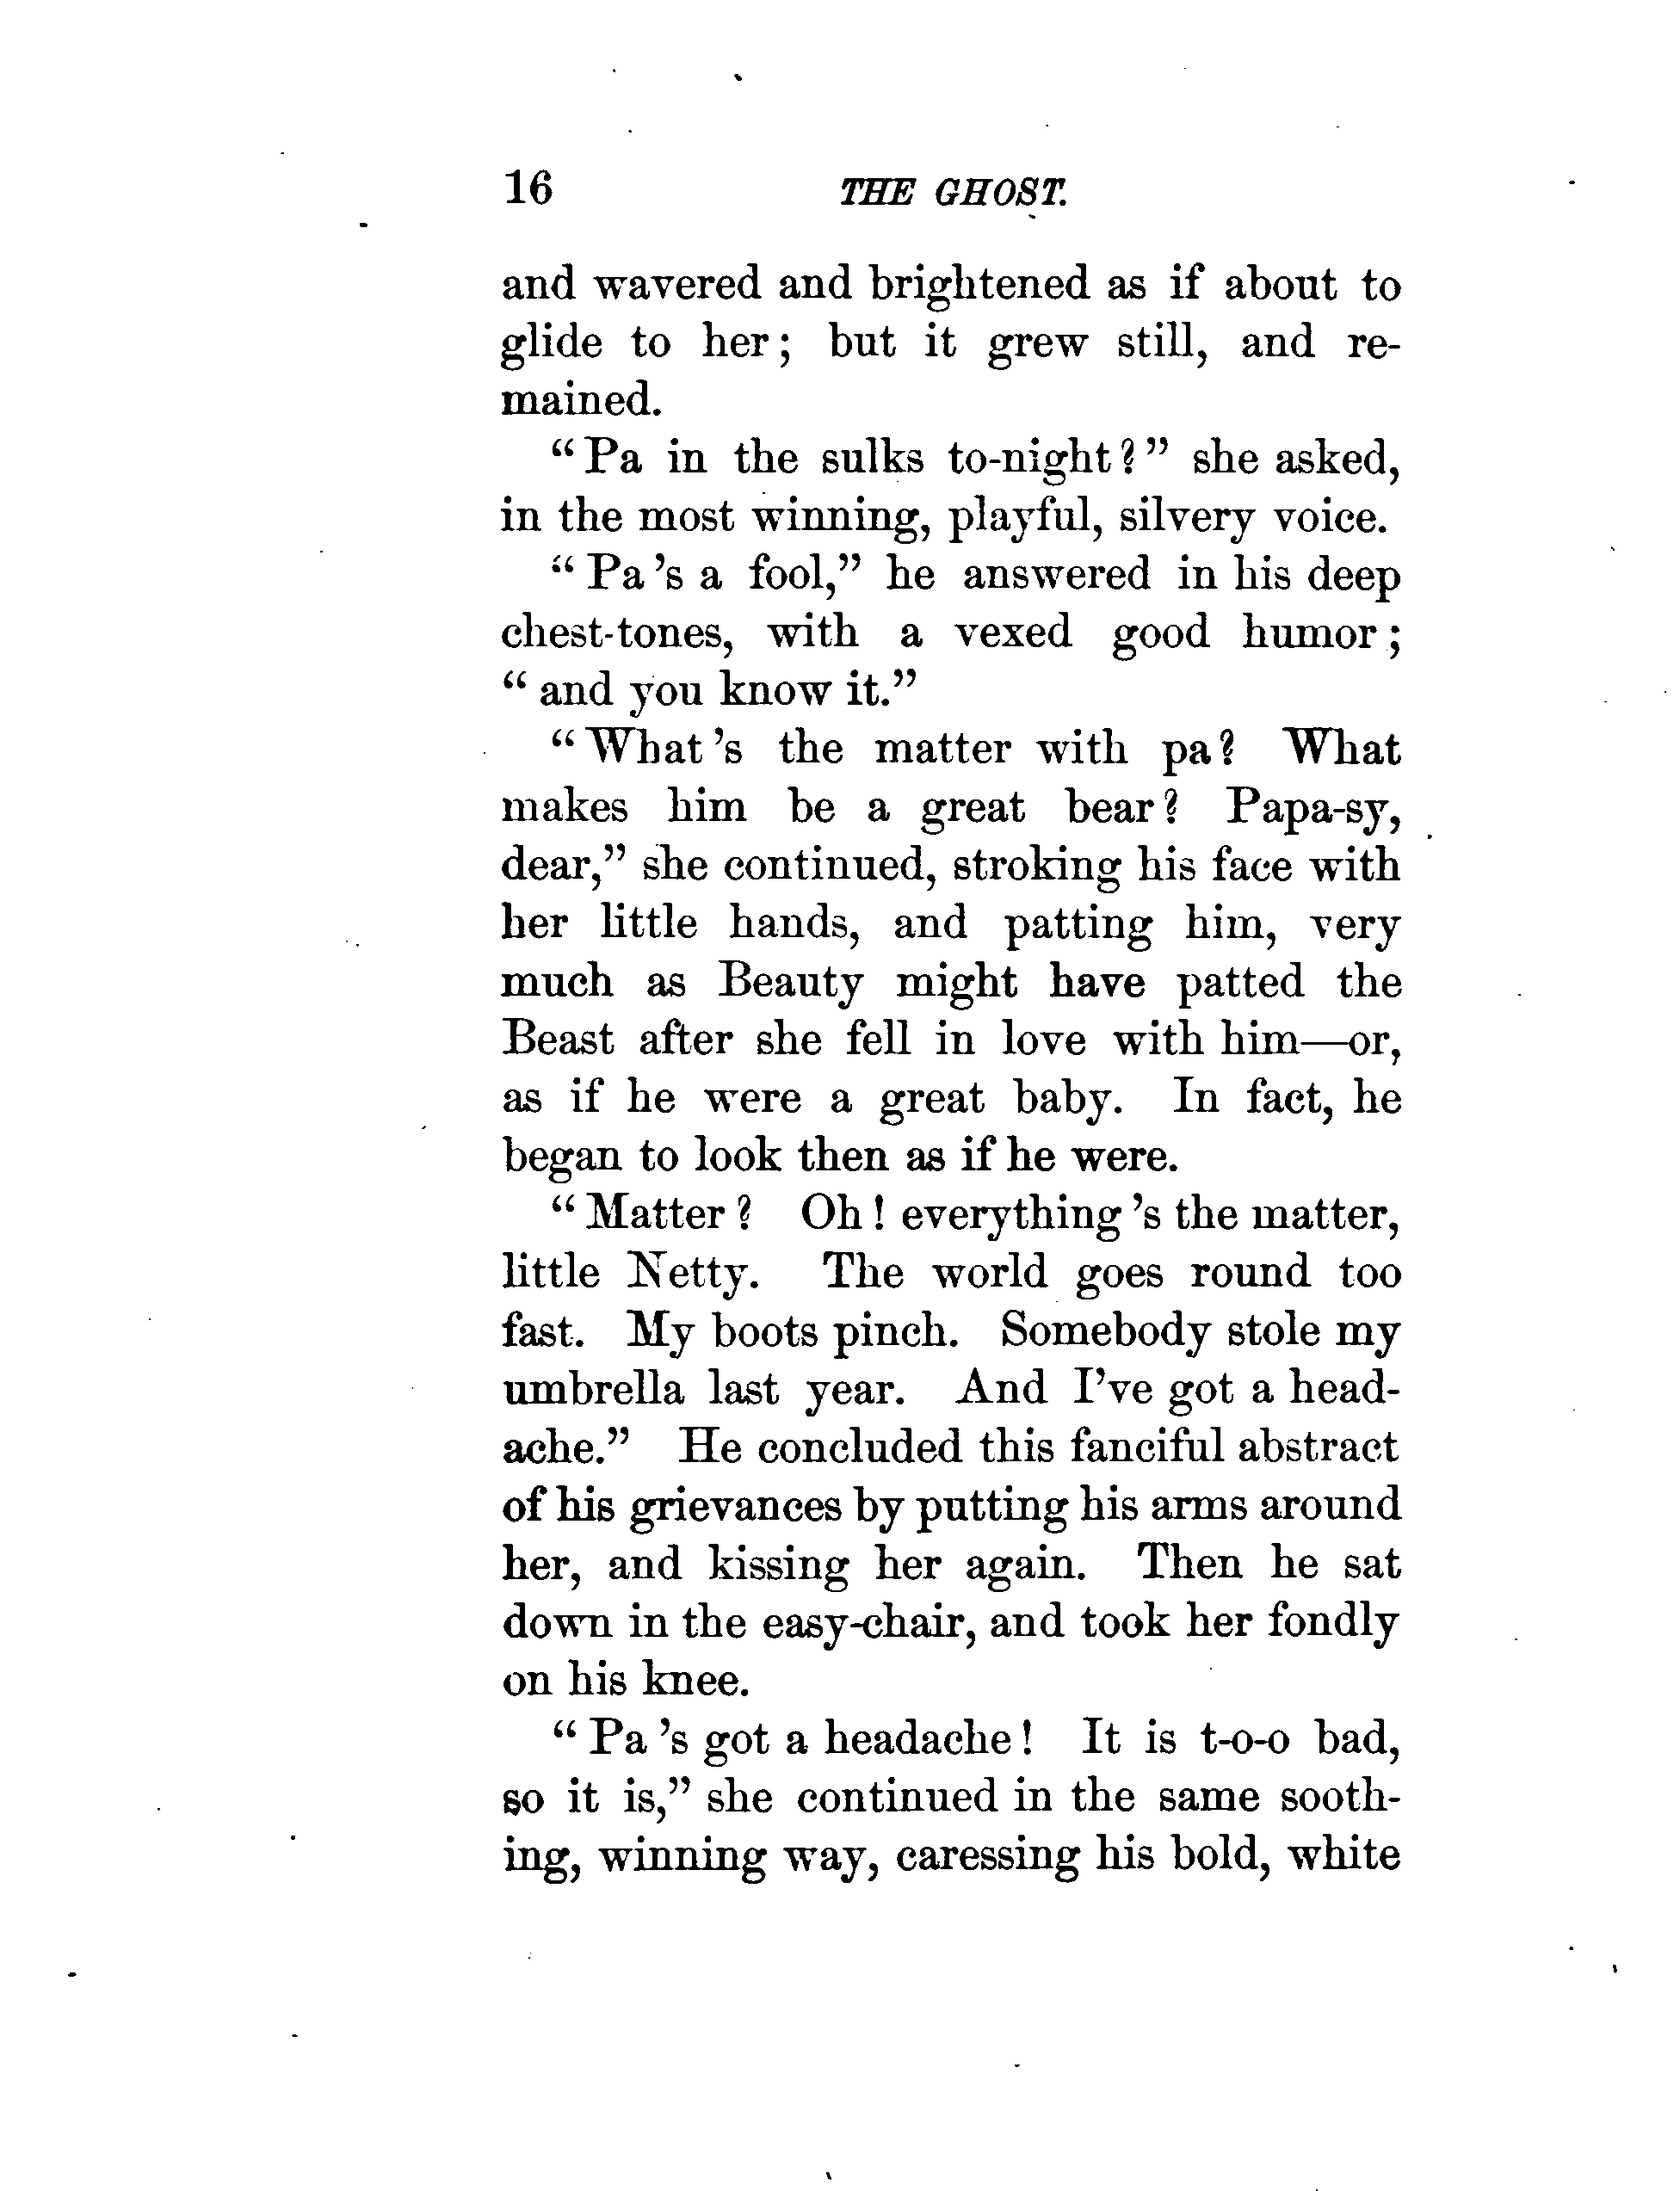 16 THE GHOST.
and wavered and brightened as if about to
glide to her; but it grew still, and re-
mained.
"Pa in the sulks to-night?" she asked,
in the most winning, playful, silvery voice.
"Pa's a fool," he answered in his deep
chest-tones, with a vexed good humor;
"and you know it."
"What's the matter with pa? What
makes him be a great bear? Papa-sy,
dear," she continued, stroking his face with
her little hands, and patting him, very
much as Beauty might have patted the
Beast after she fell in love with him—or,
as if he were a great baby. In fact, he
began to look then as if he were.
"Matter? Oh! everything's the matter,
little Netty. The world goes round too
fast. My boots pinch. Somebody stole my
umbrella last year. And I've got a head-
ache." He concluded this fanciful abstract
of his grievances by putting his arms around
her, and kissing her again. Then he sat
down in the easy-chair, and took her fondly
on his knee.
"Pa's got a headache! It is t-o-o bad,
so it is," she continued in the same sooth-
ing, winning way, caressing his bold, white